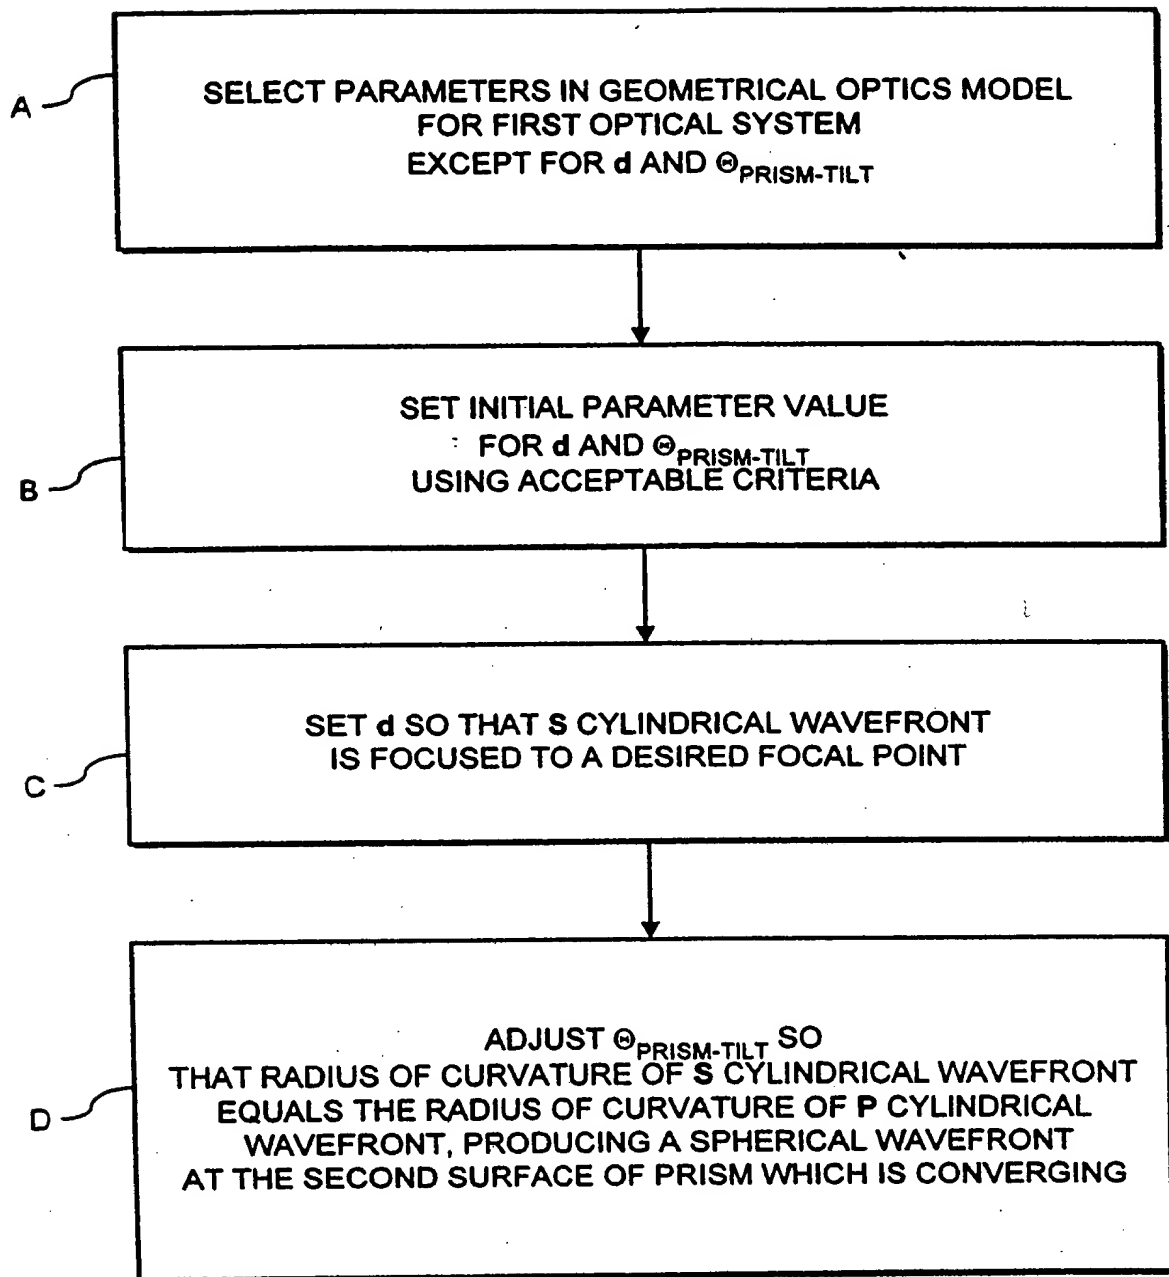 A
SELECT PARAMETERS IN GEOMETRICAL OPTICS MODEL
FOR FIRST OPTICAL SYSTEM
EXCEPT FOR d AND ΘPRISM-TILT
B
SET INITIAL PARAMETER VALUE
FOR d AND ΘPRISM-TILT
USING ACCEPTABLE CRITERIA
C
SET d SO THAT S CYLINDRICAL WAVEFRONT
IS FOCUSED TO A DESIRED FOCAL POINT
D
ADJUST ΘPRISM-TILT SO
THAT RADIUS OF CURVATURE OF S CYLINDRICAL WAVEFRONT
EQUALS THE RADIUS OF CURVATURE OF P CYLINDRICAL
WAVEFRONT, PRODUCING A SPHERICAL WAVEFRONT
AT THE SECOND SURFACE OF PRISM WHICH IS CONVERGING